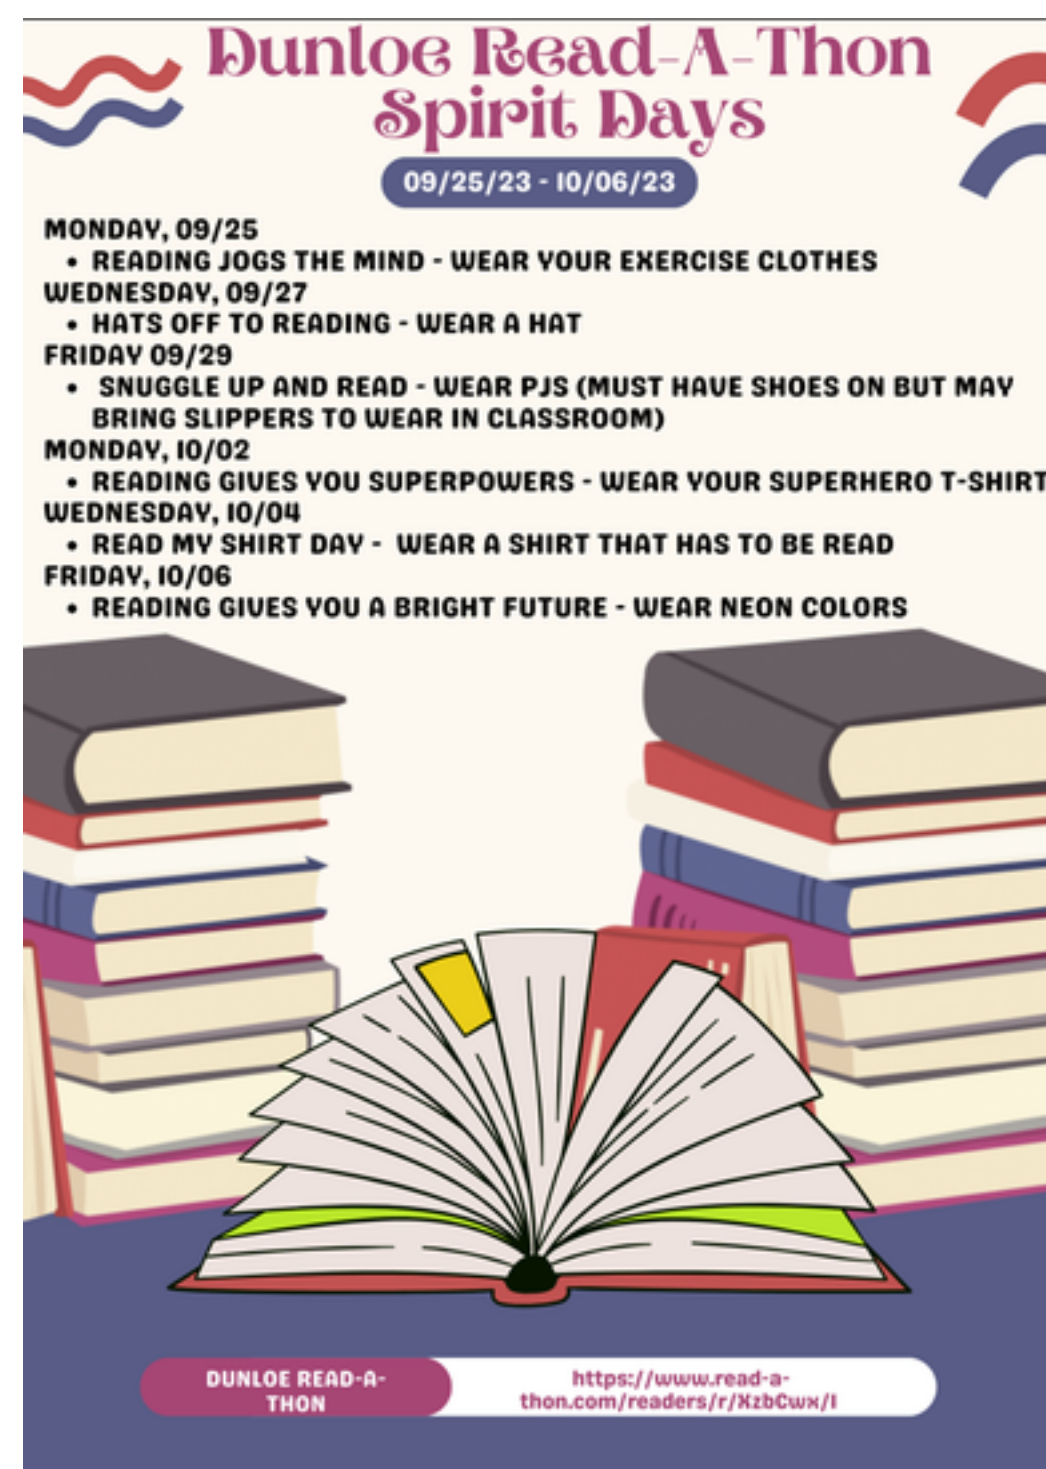 Dunloe Read-A-Thon
Spirit Days
09/25/23 - 10/06/23
MONDAY, 09/25
• READING JOGS THE MIND - WEAR YOUR EXERCISE CLOTHES
WEDNESDAY, 09/27
• HATS OFF TO READING - WEAR A HAT
FRIDAY 09/29
• SNUGGLE UP AND READ - WEAR PJS (MUST HAVE SHOES ON BUT MAY
BRING SLIPPERS TO WEAR IN CLASSROOM)
MONDAY, 10/02
• READING GIVES YOU SUPERPOWERS - WEAR YOUR SUPERHERO T-SHIRT
WEDNESDAY, 10/04
• READ MY SHIRT DAY - WEAR A SHIRT THAT HAS TO BE READ
FRIDAY, 10/06
• READING GIVES YOU A BRIGHT FUTURE - WEAR NEON COLORS
DUNLOE READ-A-
THON
https://www.read-a-
thon.com/readers/r/XzbCwx/1